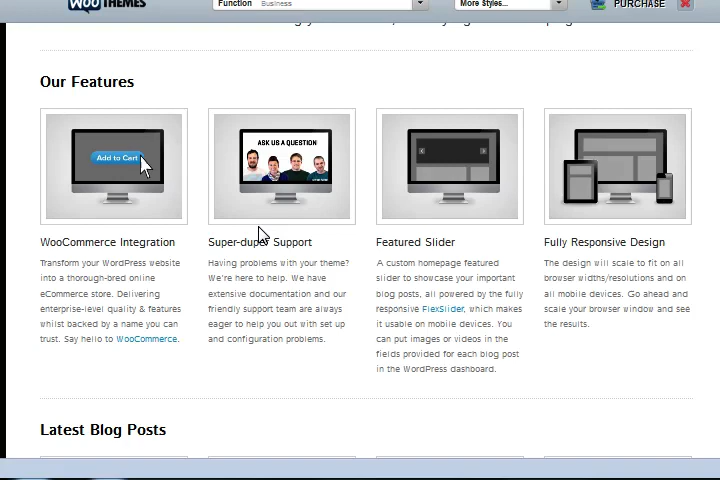 WOOTHEMES
Function Business
More Styles...
PURCHASE
Our Features
Add to Cart
ASK US A QUESTION
WooCommerce Integration
Super-duper Support
Featured Slider
Fully Responsive Design
Transform your WordPress website
into a thorough-bred online
eCommerce store. Delivering
enterprise-level quality & features
whilst backed by a name you can
trust. Say hello to WooCommerce.
Having problems with your theme?
We're here to help. We have
extensive documentation and our
friendly support team are always
eager to help you out with set up
and configuration problems.
A custom homepage featured
slider to showcase your important
blog posts, all powered by the fully
responsive FlexSlider, which makes
it usable on mobile devices. You
can put images or videos in the
fields provided for each blog post
in the WordPress dashboard.
The design will scale to fit on all
browser widths/resolutions and on
all mobile devices. Go ahead and
scale your browser window and see
the results.
Latest Blog Posts